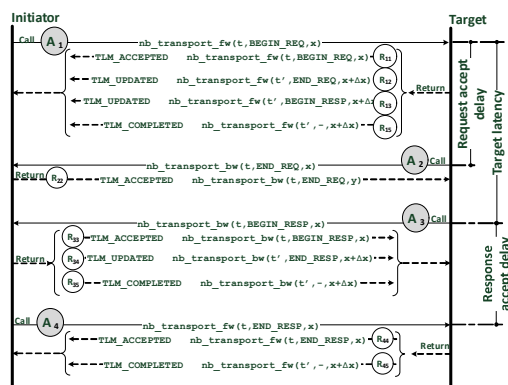 Initiator Target
Call A1 nb_transport_fw(t,BEGIN_REQ,x)
TLM_ACCEPTED nb_transport_fw(t,BEGIN_REQ,x) R11
TLM_UPDATED nb_transport_fw(t',END_REQ,x+Δx) R12
Return
TLM_UPDATED nb_transport_fw(t',BEGIN_RESP,x+Δx) R13
TLM_COMPLETED nb_transport_fw(t',-,x+Δx) R15
Request accept delay
Target latency
nb_transport_bw(t,END_REQ,x) A2 Call
Return R22 TLM_ACCEPTED nb_transport_bw(t,END_REQ,y)
nb_transport_bw(t,BEGIN_RESP,x) A3 Call
R33 TLM_ACCEPTED nb_transport_bw(t,BEGIN_RESP,x)
Return R34 TLM_UPDATED nb_transport_bw(t',END_RESP,x+Δx)
R35 TLM_COMPLETED nb_transport_bw(t',-,x+Δx)
Response accept delay
Call A4 nb_transport_fw(t,END_RESP,x)
TLM_ACCEPTED nb_transport_fw(t,END_RESP,x) R44
Return
TLM_COMPLETED nb_transport_fw(t',-,x+Δx) R45